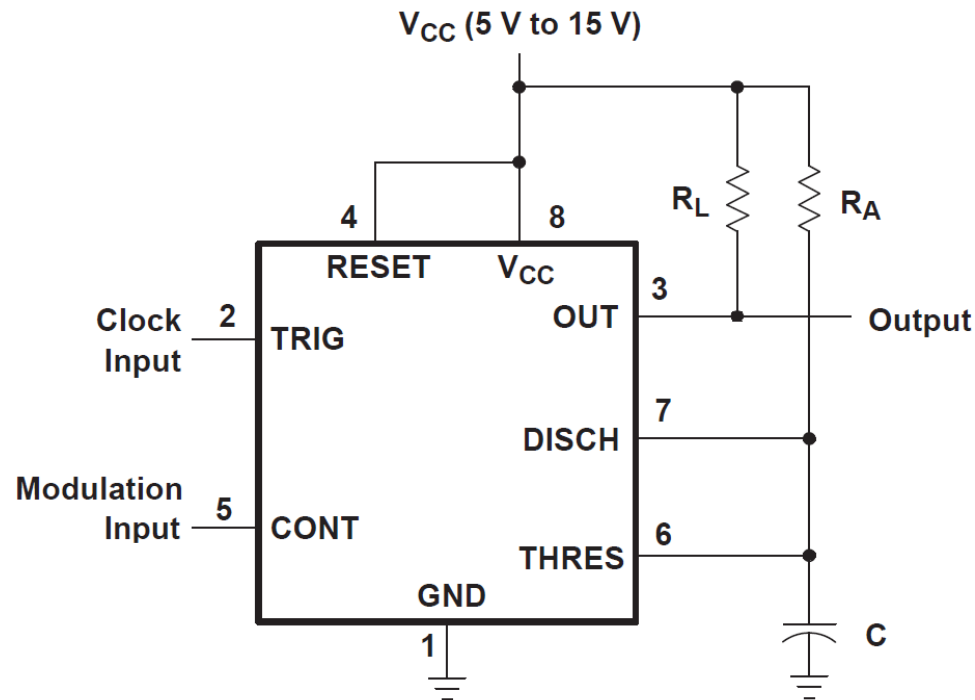 VCC (5 V to 15 V)
RL
RA
4
8
RESET
VCC
3
Clock
Input
2
TRIG
OUT
Output
7
DISCH
Modulation
Input
5
CONT
6
THRES
GND
1
C